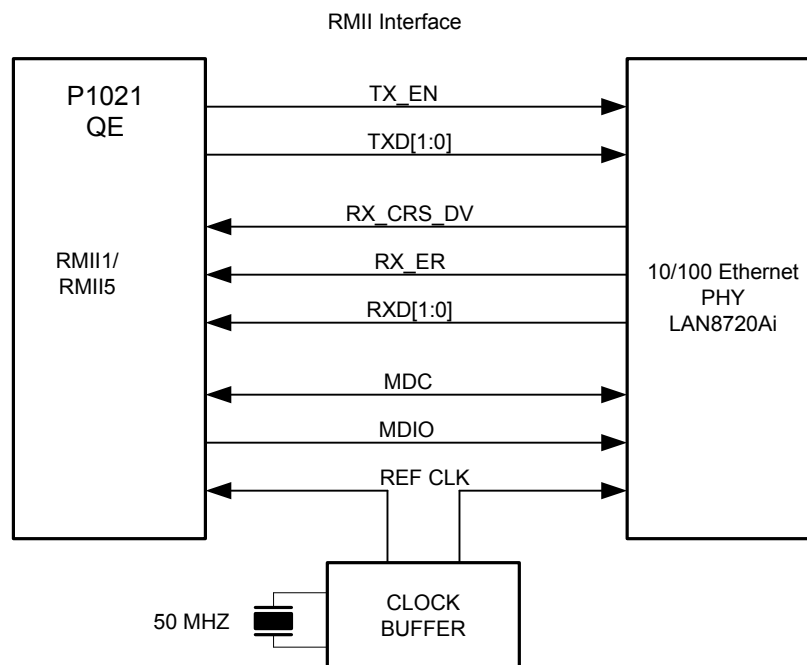 RMII Interface
P1021
QE
TX_EN
TXD[1:0]
RX_CRS_DV
RMII1/
RMII5
RX_ER
10/100 Ethernet
PHY
LAN8720Ai
RXD[1:0]
MDC
MDIO
REF CLK
50 MHZ
CLOCK
BUFFER